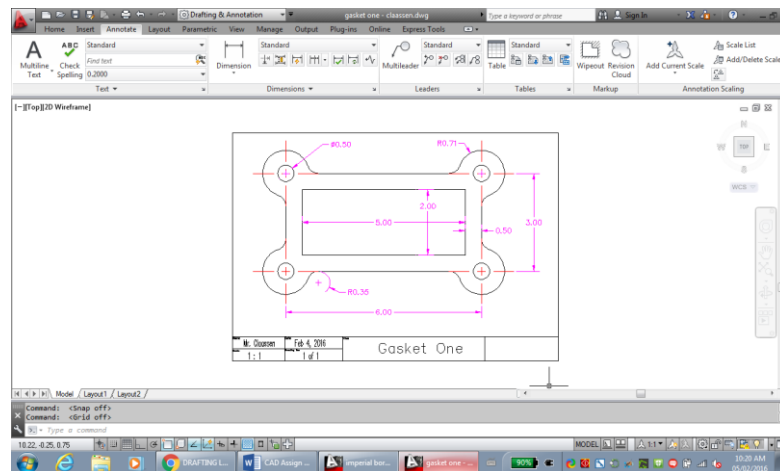 Drafting & Annotation
gasket one - claassen.dwg
Type a keyword or phrase
Sign In
Home Insert Annotate Layout Parametric View Manage Output Plug-ins Online Express Tools
Multiline Text
ABC
Check Spelling
Standard
Find text
0.2000
Dimension
Standard
Multileader
Standard
Table
Standard
Wipeout
Revision Cloud
Add Current Scale
Scale List
Add/Delete Scale
Text
Dimensions
Leaders
Tables
Markup
Annotation Scaling
[-][Top][2D Wireframe]
N
W TOP E
S
WCS
Ø0.50
R0.71
2.00
5.00
3.00
0.50
R0.35
6.00
Mr. Claassen
Feb 4, 2016
1 : 1
1 of 1
Gasket One
Model Layout1 Layout2
Command: <Snap off>
Command: <Grid off>
Type a command
10.22, -0.25, 0.75
MODEL
1:1
DRAFTING L...
CAD Assign ...
imperial bor...
gasket one - ...
90%
10:20 AM
05/02/2016